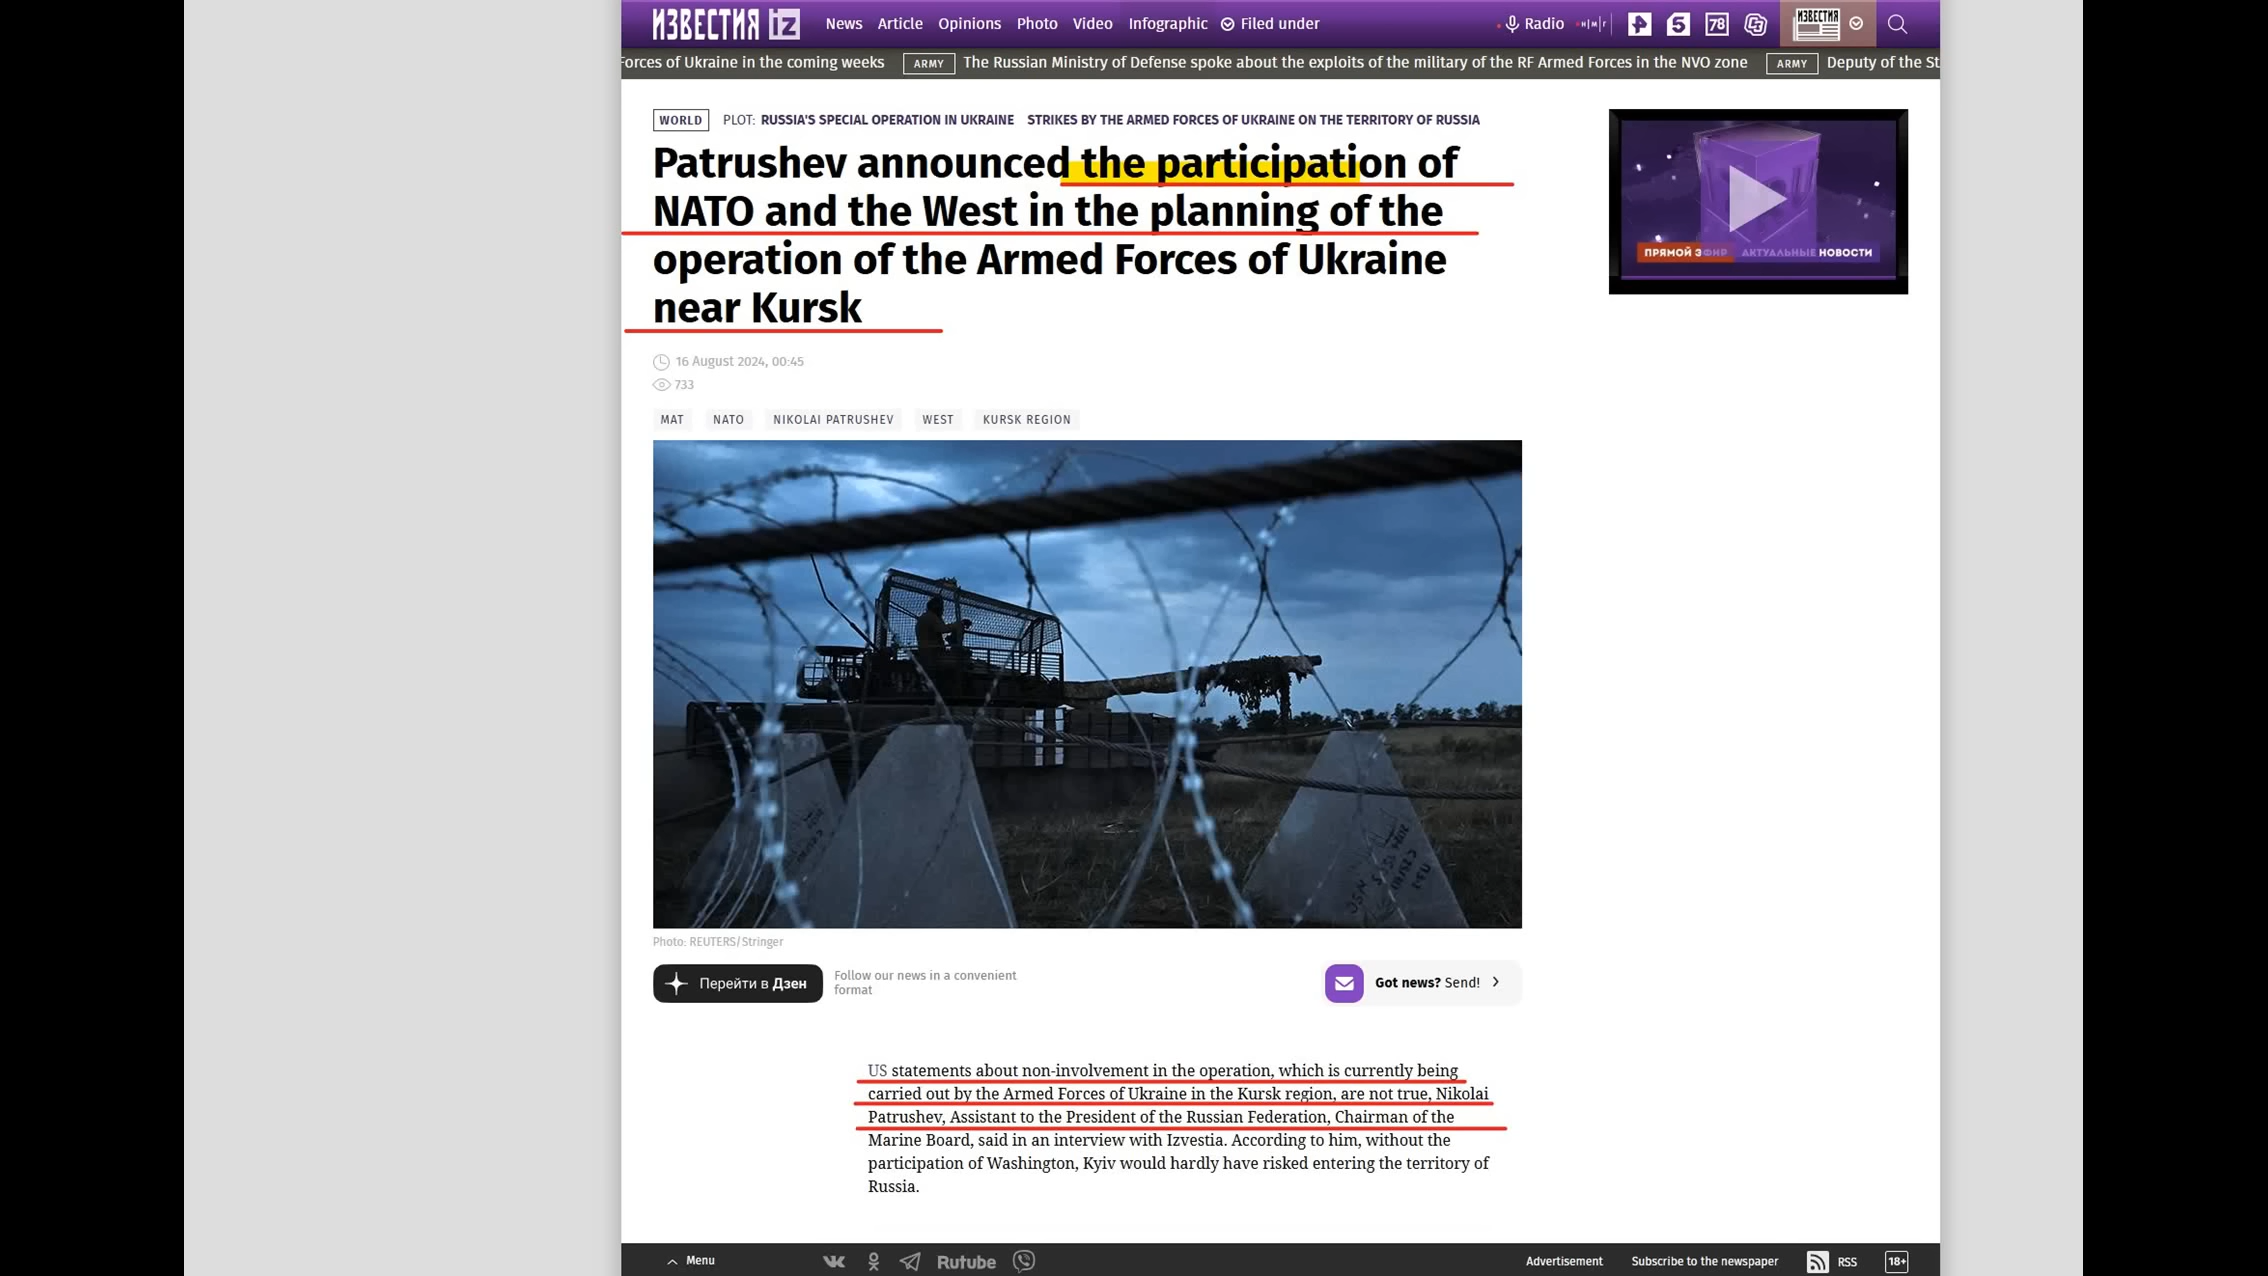 ИЗВЕСТИЯ iz News Article Opinions Photo Video Infographic Filed under Radio 5 78 ИЗВЕСТИЯ
Forces of Ukraine in the coming weeks ARMY The Russian Ministry of Defense spoke about the exploits of the military of the RF Armed Forces in the NVO zone ARMY Deputy of the St
WORLD PLOT: RUSSIA'S SPECIAL OPERATION IN UKRAINE STRIKES BY THE ARMED FORCES OF UKRAINE ON THE TERRITORY OF RUSSIA
Patrushev announced the participation of
NATO and the West in the planning of the
operation of the Armed Forces of Ukraine
near Kursk
ПРЯМОЙ ЭФИР АКТУАЛЬНЫЕ НОВОСТИ
16 August 2024, 00:45
733
MAT NATO NIKOLAI PATRUSHEV WEST KURSK REGION
Photo: REUTERS/Stringer
Перейти в Дзен
Follow our news in a convenient
format
Got news? Send!
US statements about non-involvement in the operation, which is currently being
carried out by the Armed Forces of Ukraine in the Kursk region, are not true, Nikolai
Patrushev, Assistant to the President of the Russian Federation, Chairman of the
Marine Board, said in an interview with Izvestia. According to him, without the
participation of Washington, Kyiv would hardly have risked entering the territory of
Russia.
Menu Rutube Advertisement Subscribe to the newspaper RSS 18+